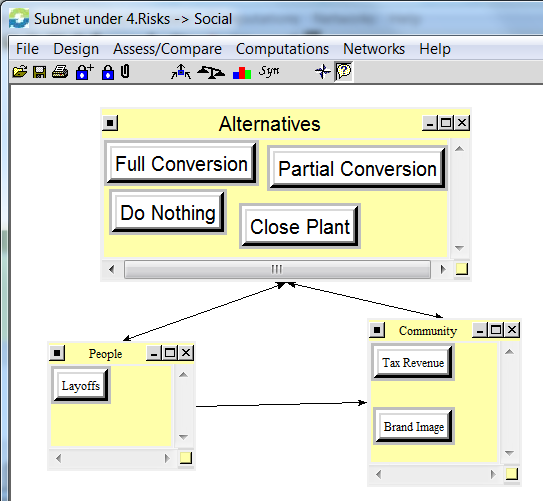 Subnet under 4.Risks -> Social
File Design Assess/Compare Computations Networks Help
Syn
Alternatives
Full Conversion
Partial Conversion
Do Nothing
Close Plant
People
Layoffs
Community
Tax Revenue
Brand Image